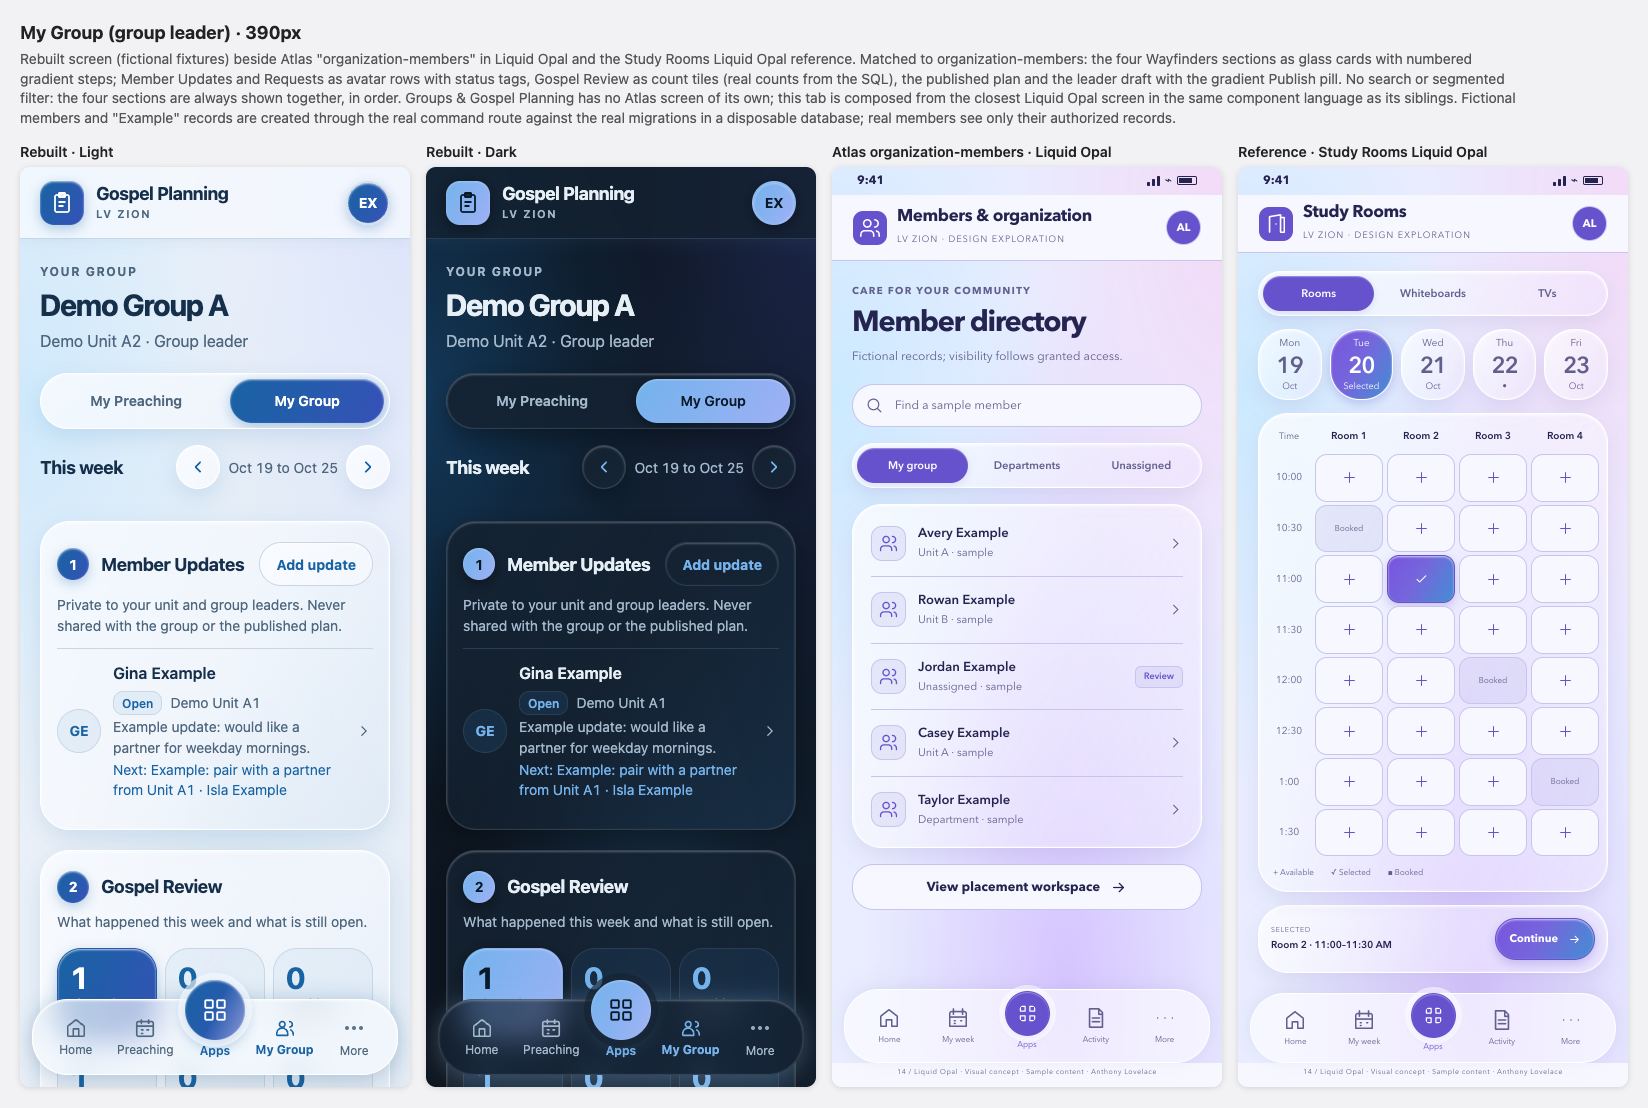 My Group (group leader) · 390px
Rebuilt screen (fictional fixtures) beside Atlas "organization-members" in Liquid Opal and the Study Rooms Liquid Opal reference. Matched to organization-members: the four Wayfinders sections as glass cards with numbered
gradient steps; Member Updates and Requests as avatar rows with status tags, Gospel Review as count tiles (real counts from the SQL), the published plan and the leader draft with the gradient Publish pill. No search or segmented
filter: the four sections are always shown together, in order. Groups & Gospel Planning has no Atlas screen of its own; this tab is composed from the closest Liquid Opal screen in the same component language as its siblings. Fictional
members and "Example" records are created through the real command route against the real migrations in a disposable database; real members see only their authorized records.
Rebuilt · Light
Gospel Planning
LV ZION
EX
YOUR GROUP
Demo Group A
Demo Unit A2 · Group leader
My Preaching
My Group
This week
Oct 19 to Oct 25
1
Member Updates
Add update
Private to your unit and group leaders. Never
shared with the group or the published plan.
Gina Example
Open Demo Unit A1
GE
Example update: would like a
partner for weekday mornings.
Next: Example: pair with a partner
from Unit A1 · Isla Example
2
Gospel Review
What happened this week and what is still open.
1 0 0
Home
Preaching
Apps
My Group
More
Rebuilt · Dark
Gospel Planning
LV ZION
EX
YOUR GROUP
Demo Group A
Demo Unit A2 · Group leader
My Preaching
My Group
This week
Oct 19 to Oct 25
1
Member Updates
Add update
Private to your unit and group leaders. Never
shared with the group or the published plan.
Gina Example
Open Demo Unit A1
GE
Example update: would like a
partner for weekday mornings.
Next: Example: pair with a partner
from Unit A1 · Isla Example
2
Gospel Review
What happened this week and what is still open.
1 0 0
Home
Preaching
Apps
My Group
More
Atlas organization-members · Liquid Opal
9:41
Members & organization
LV ZION · DESIGN EXPLORATION
AL
CARE FOR YOUR COMMUNITY
Member directory
Fictional records; visibility follows granted access.
Find a sample member
My group
Departments
Unassigned
Avery Example
Unit A · sample
Rowan Example
Unit B · sample
Jordan Example
Unassigned · sample
Review
Casey Example
Unit A · sample
Taylor Example
Department · sample
View placement workspace →
Home
My week
Apps
Activity
More
14 / Liquid Opal · Visual concept · Sample content · Anthony Lovelace
Reference · Study Rooms Liquid Opal
9:41
Study Rooms
LV ZION · DESIGN EXPLORATION
AL
Rooms
Whiteboards
TVs
Mon Tue Wed Thu Fri
19 20 21 22 23
Oct Selected Oct • Oct
Time Room 1 Room 2 Room 3 Room 4
10:00 + + + +
10:30 Booked + + +
11:00 + ✓ + +
11:30 + + + +
12:00 + + Booked +
12:30 + + + +
1:00 + + + Booked
1:30 + + + +
+ Available ✓ Selected ■ Booked
SELECTED
Room 2 · 11:00–11:30 AM
Continue →
Home
My week
Apps
Activity
More
14 / Liquid Opal · Visual concept · Sample content · Anthony Lovelace